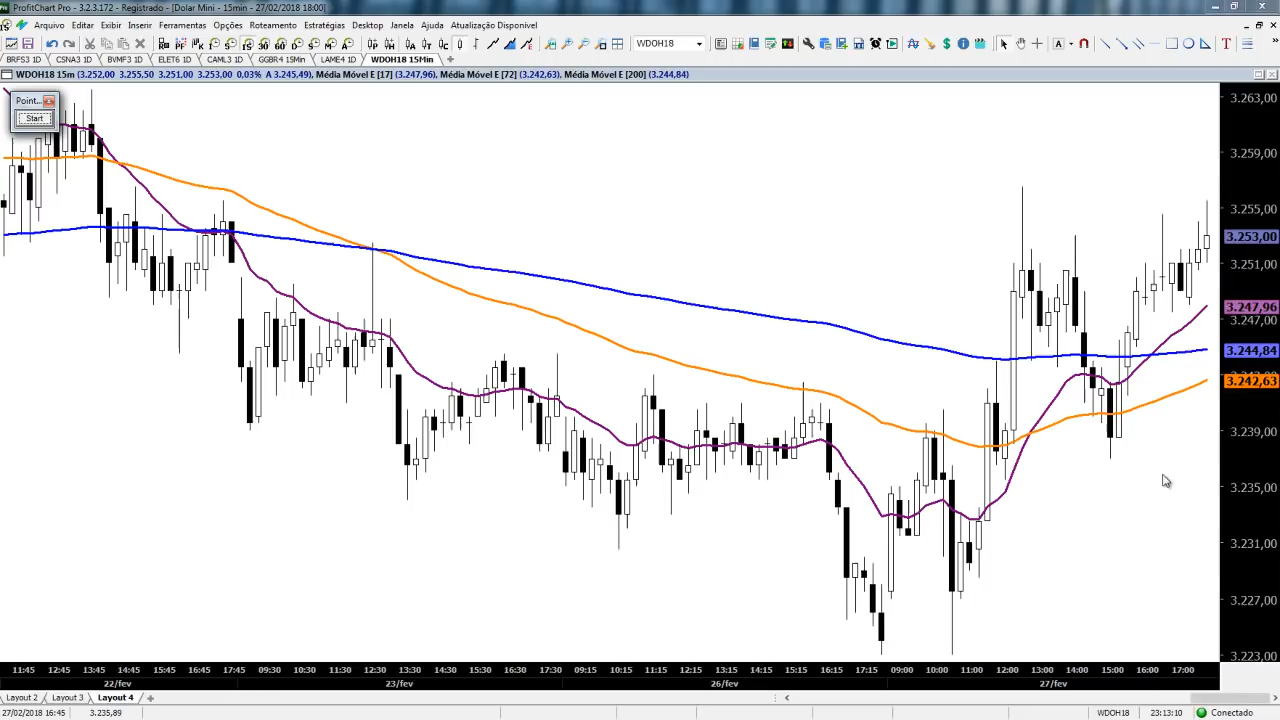 ProfitChart Pro - 3.2.3.172 - Registrado - [Dolar Mini - 15min - 27/02/2018 18:00]
Arquivo Editar Exibir Inserir Ferramentas Opções Roteamento Estratégias Desktop Janela Ajuda Atualização Disponível
WDOH18
BRFS3 1D CSNA3 1D BVMF3 1D ELET6 1D CAML3 1D GGBR4 15Min LAME4 1D WDOH18 15Min
WDOH18 15m (3.252,00 3.255,50 3.251,00 3.253,00 0,03% A 3.245,49), Média Móvel E [17] (3.247,96), Média Móvel E [72] (3.242,63), Média Móvel E [200] (3.244,84)
Point...
Start
3.263,00
3.259,00
3.255,00
3.253,00
3.251,00
3.247,96
3.247,00
3.244,84
3.242,63
3.239,00
3.235,00
3.231,00
3.227,00
3.223,00
11:45 12:45 13:45 14:45 15:45 16:45 17:45 09:30 10:30 11:30 12:30 13:30 14:30 15:30 16:30 17:30 09:15 10:15 11:15 12:15 13:15 14:15 15:15 16:15 17:15 09:00 10:00 11:00 12:00 13:00 14:00 15:00 16:00 17:00
22/fev 23/fev 26/fev 27/fev
Layout 2 Layout 3 Layout 4
27/02/2018 16:45 3.235,89 WDOH18 23:13:10 Conectado